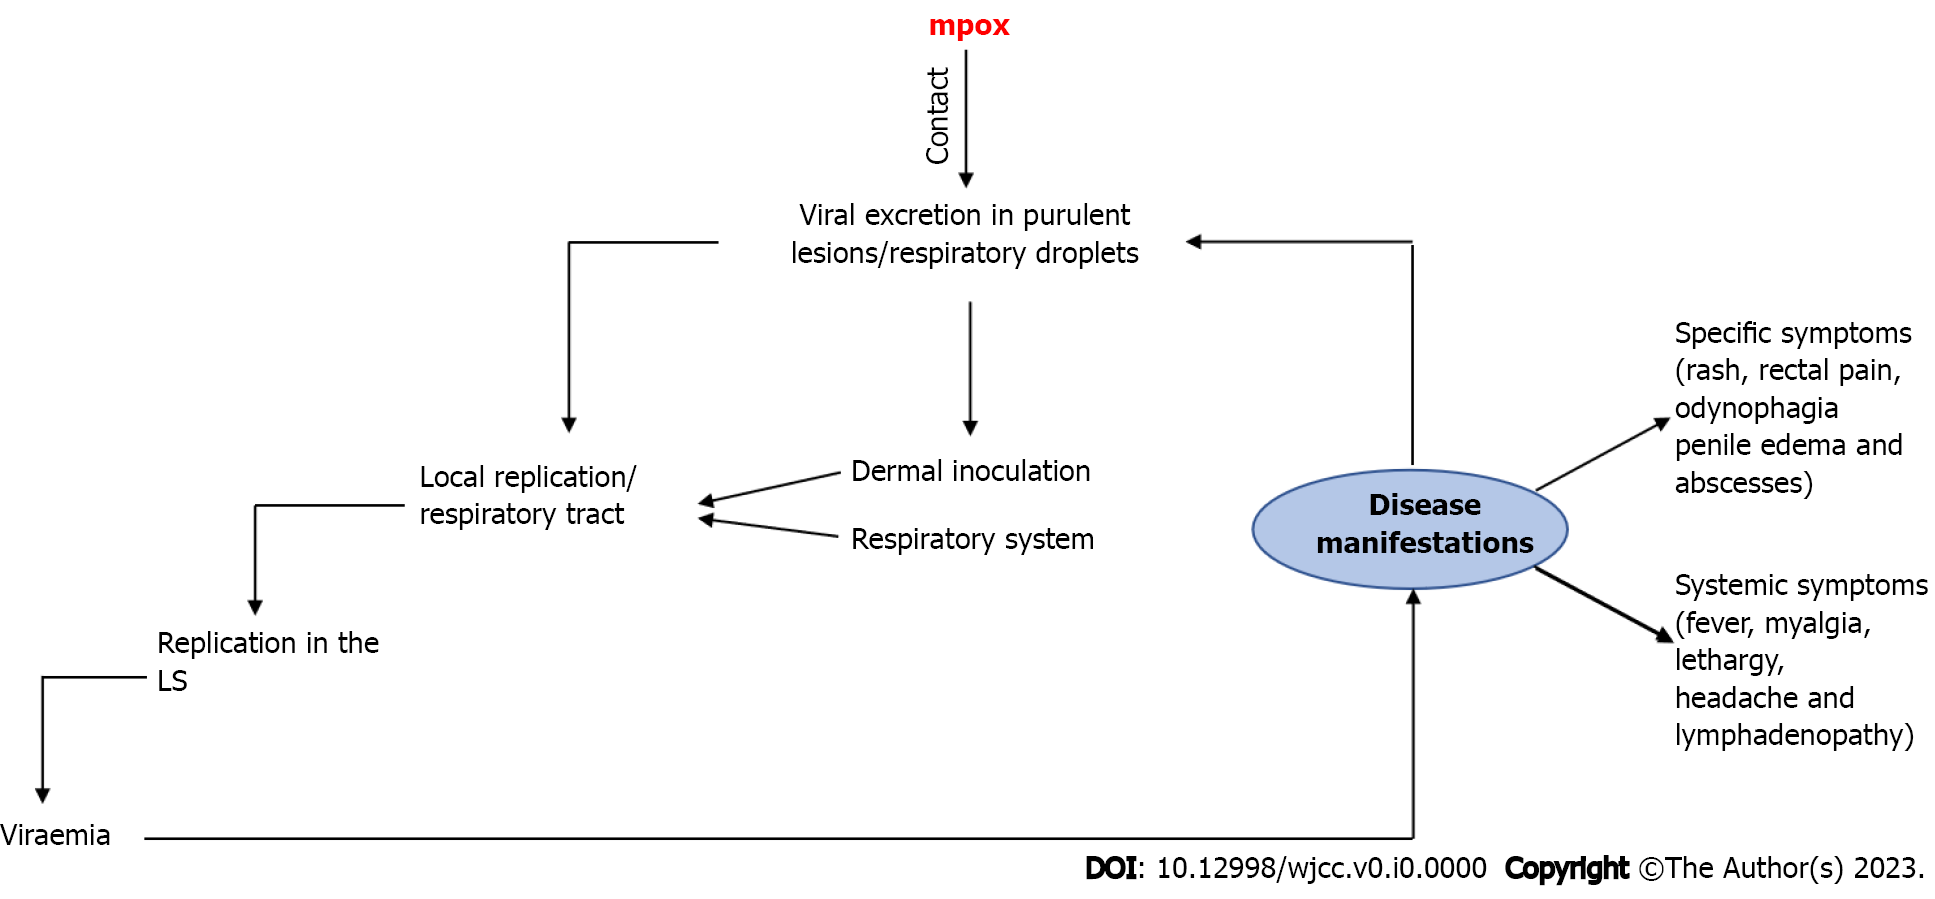 mpox
Contact
Viral excretion in purulent
lesions/respiratory droplets
Specific symptoms
(rash, rectal pain,
odynophagia
penile edema and
abscesses)
Local replication/
respiratory tract
Dermal inoculation
Respiratory system
Disease
manifestations
Systemic symptoms
(fever, myalgia,
lethargy,
headache and
lymphadenopathy)
Replication in the
LS
Viraemia
DOI: 10.12998/wjcc.v0.i0.0000 Copyright ©The Author(s) 2023.